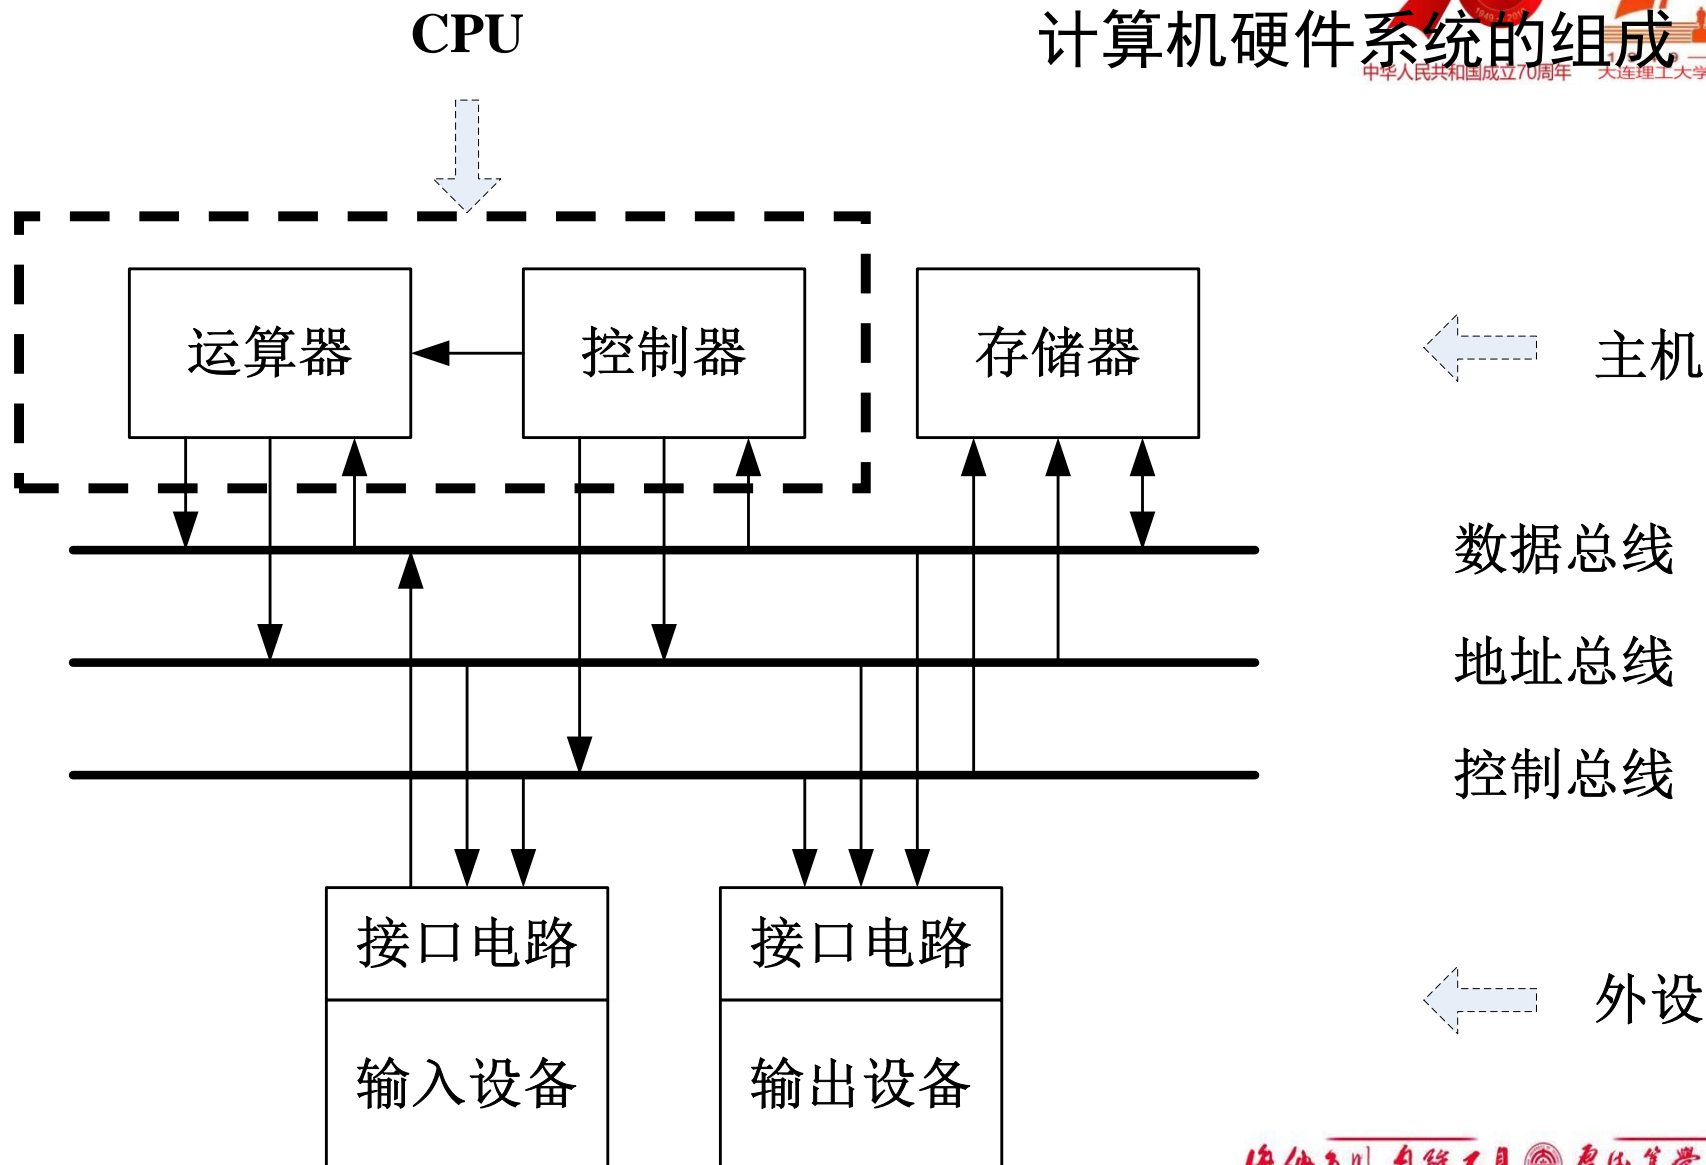 CPU
计算机硬件系统的组成
中华人民共和国成立70周年
大连理工大学
运算器
控制器
存储器
主机
数据总线
地址总线
控制总线
接口电路
接口电路
外设
输入设备
输出设备